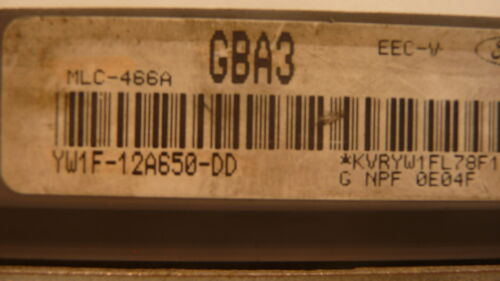 GBA3 EEC-V
MLC-466A
YW1F-12A650-DD *KVRYW1FL78F1
G NPF 0E04F